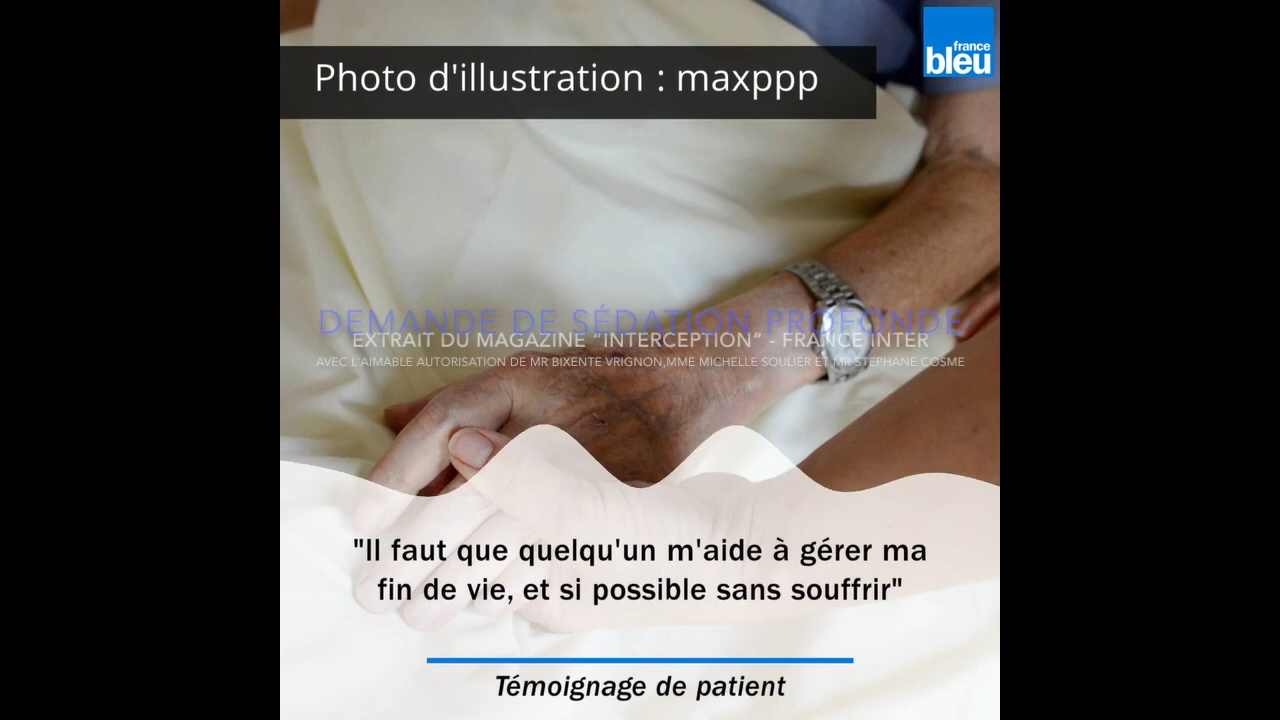 france
bleu
Photo d'illustration : maxppp
DEMANDE DE SÉDATION PROFONDE
EXTRAIT DU MAGAZINE "INTERCEPTION" - FRANCE INTER
AVEC L'AIMABLE AUTORISATION DE MR BIXENTE VRIGNON,MME MICHELLE SOULIER ET MR STEPHANE COSME
"Il faut que quelqu'un m'aide à gérer ma
fin de vie, et si possible sans souffrir"
Témoignage de patient